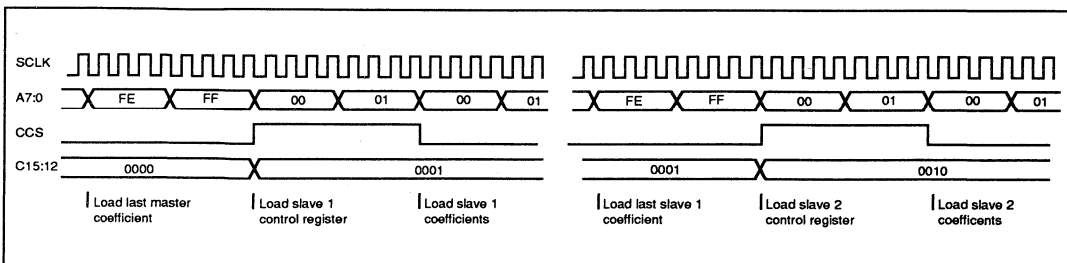 SCLK
A7:0 FE FF 00 01 00 01 FE FF 00 01 00 01
CCS
C15:12 0000 0001 0001 0010
Load last master Load slave 1 Load slave 1 Load last slave 1 Load slave 2 Load slave 2
coefficient control register coefficients coefficient control register coefficents